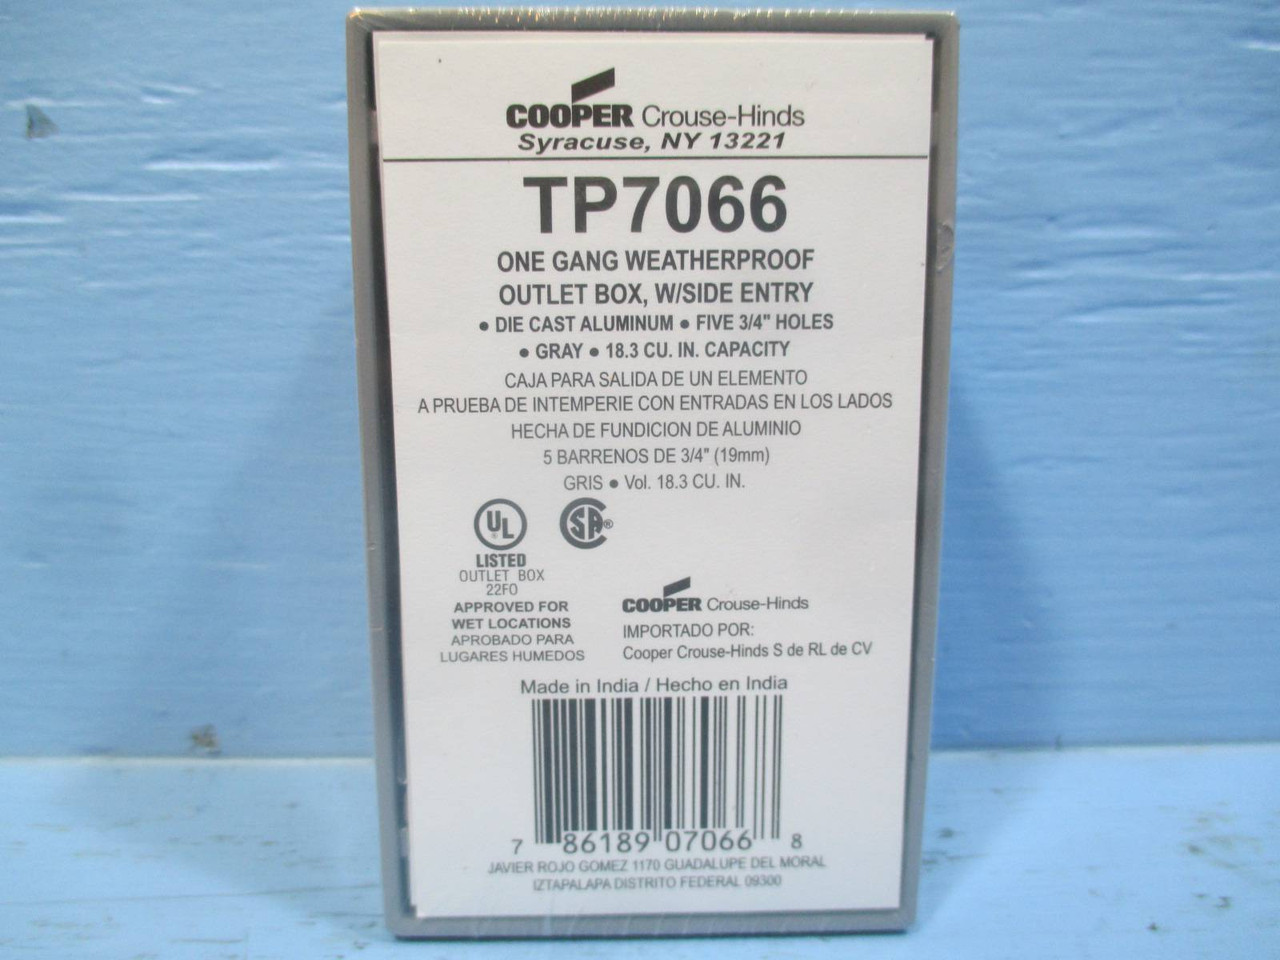 COOPER Crouse-Hinds
Syracuse, NY 13221
TP7066
ONE GANG WEATHERPROOF
OUTLET BOX, W/SIDE ENTRY
• DIE CAST ALUMINUM • FIVE 3/4" HOLES
• GRAY • 18.3 CU. IN. CAPACITY
CAJA PARA SALIDA DE UN ELEMENTO
A PRUEBA DE INTEMPERIE CON ENTRADAS EN LOS LADOS
HECHA DE FUNDICION DE ALUMINIO
5 BARRENOS DE 3/4" (19mm)
GRIS • Vol. 18.3 CU. IN.
UL ®
LISTED
OUTLET BOX
22FO
APPROVED FOR
WET LOCATIONS
APROBADO PARA
LUGARES HUMEDOS
SA ®
COOPER Crouse-Hinds
IMPORTADO POR:
Cooper Crouse-Hinds S de RL de CV
Made in India / Hecho en India
7 86189 07066 8
JAVIER ROJO GOMEZ 1170 GUADALUPE DEL MORAL
IZTAPALAPA DISTRITO FEDERAL 09300